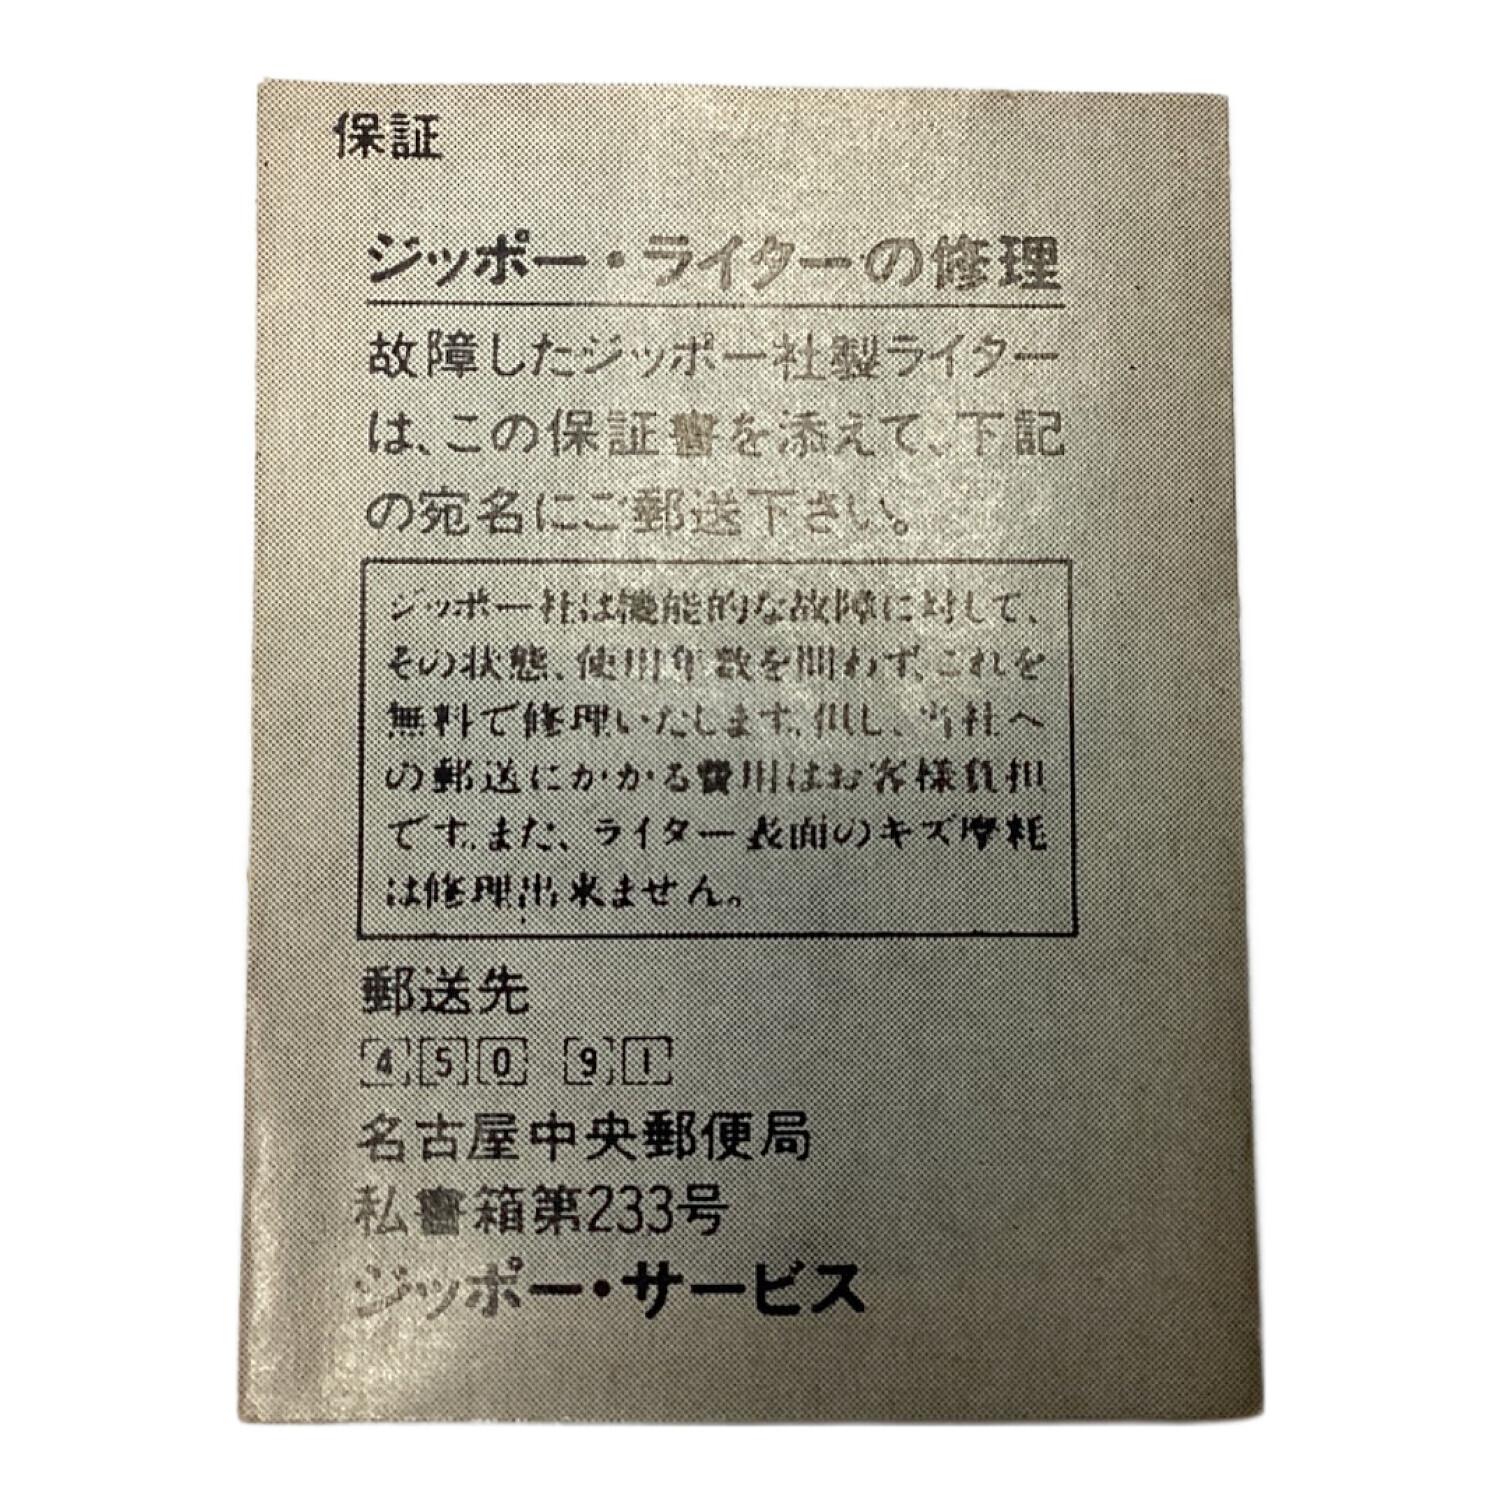 保証
ジッポー・ライターの修理
故障したジッポー社製ライター
は、この保証書を添えて、下記
の宛名にご郵送下さい。
ジッポー社は機能的な故障に対して、
その状態、使用年数を問わず、これを
無料で修理いたします。但し、当社へ
の郵送にかかる費用はお客様負担
です。また、ライター表面のキズ摩耗
は修理出来ません。
郵送先
450 91
名古屋中央郵便局
私書箱第233号
ジッポー・サービス